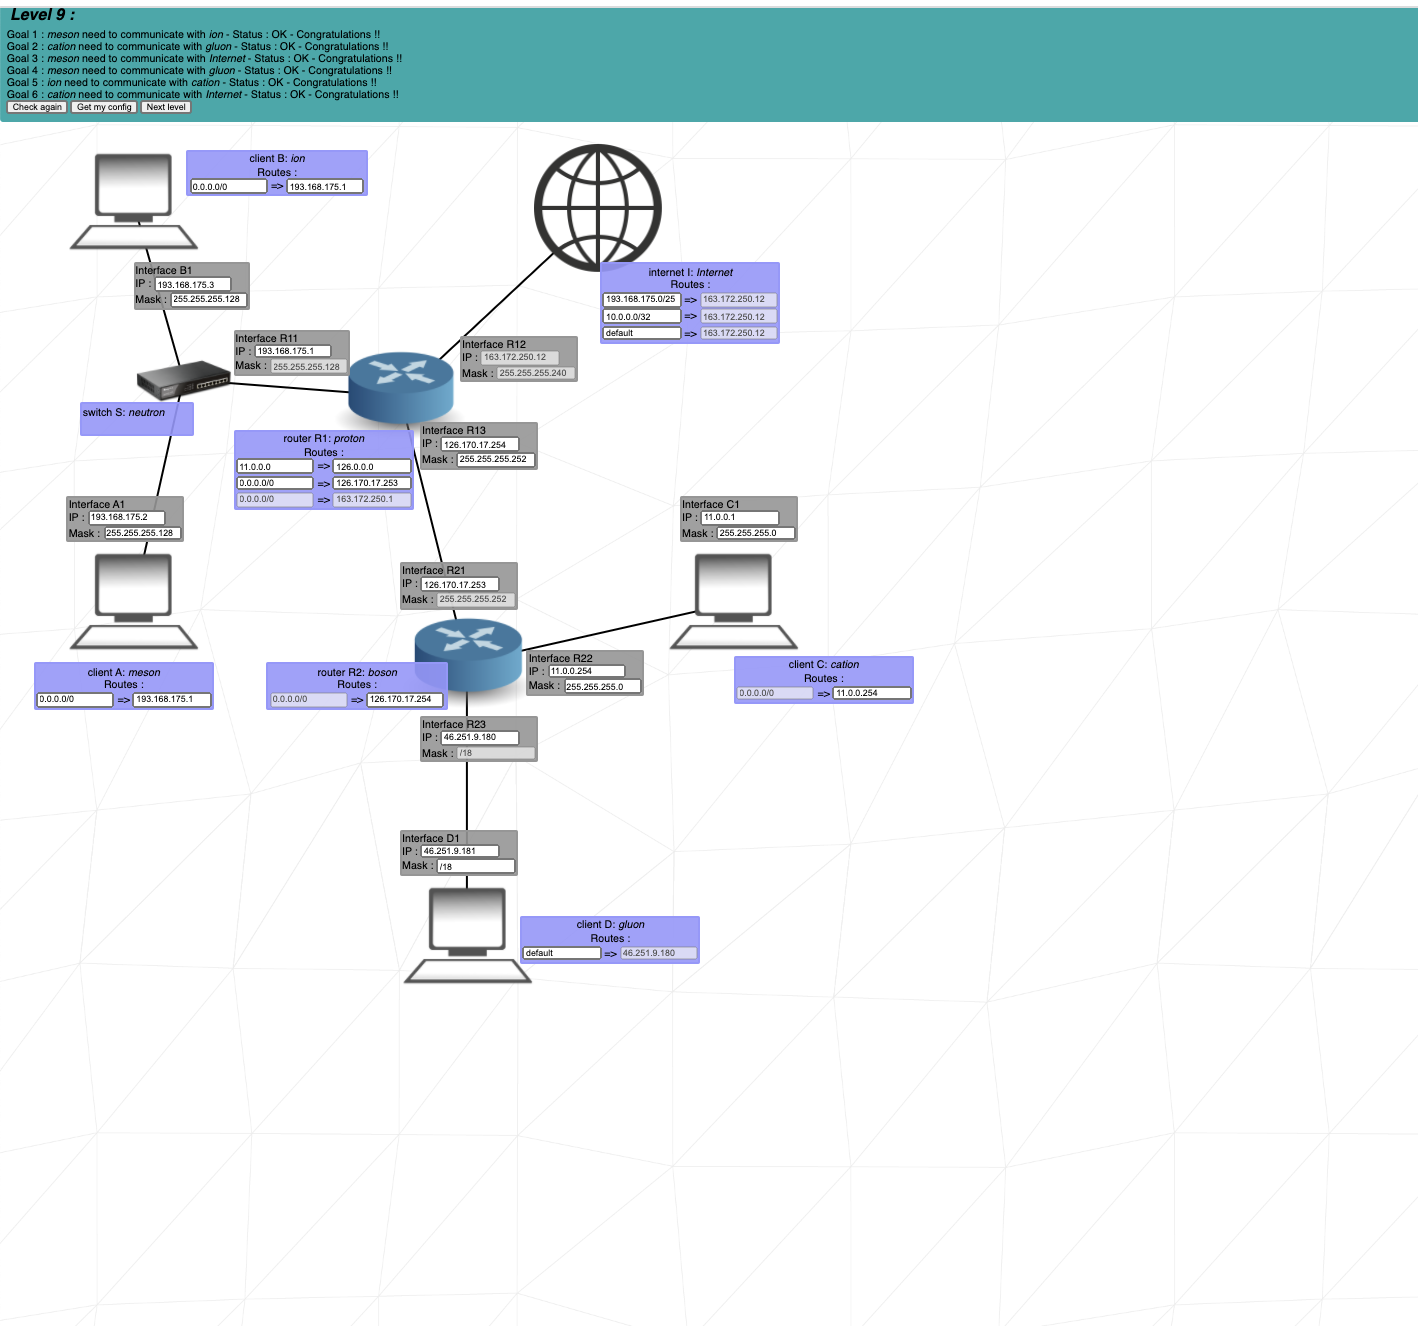 Level 9 :
Goal 1 : meson need to communicate with ion - Status : OK - Congratulations !!
Goal 2 : cation need to communicate with gluon - Status : OK - Congratulations !!
Goal 3 : meson need to communicate with Internet - Status : OK - Congratulations !!
Goal 4 : meson need to communicate with gluon - Status : OK - Congratulations !!
Goal 5 : ion need to communicate with cation - Status : OK - Congratulations !!
Goal 6 : cation need to communicate with Internet - Status : OK - Congratulations !!
Check again Get my config Next level
client B: ion
Routes :
0.0.0.0/0 => 193.168.175.1
Interface B1
IP : 193.168.175.3
Mask : 255.255.255.128
internet I: Internet
Routes :
193.168.175.0/25 => 163.172.250.12
10.0.0.0/32 => 163.172.250.12
default => 163.172.250.12
Interface R11
IP : 193.168.175.1
Mask : 255.255.255.128
Interface R12
IP : 163.172.250.12
Mask : 255.255.255.240
switch S: neutron
Interface R13
IP : 126.170.17.254
Mask : 255.255.255.252
router R1: proton
Routes :
11.0.0.0 => 126.0.0.0
0.0.0.0/0 => 126.170.17.253
0.0.0.0/0 => 163.172.250.1
Interface A1
IP : 193.168.175.2
Mask : 255.255.255.128
Interface C1
IP : 11.0.0.1
Mask : 255.255.255.0
Interface R21
IP : 126.170.17.253
Mask : 255.255.255.252
Interface R22
IP : 11.0.0.254
Mask : 255.255.255.0
client A: meson
Routes :
0.0.0.0/0 => 193.168.175.1
router R2: boson
Routes :
0.0.0.0/0 => 126.170.17.254
client C: cation
Routes :
0.0.0.0/0 => 11.0.0.254
Interface R23
IP : 46.251.9.180
Mask : /18
Interface D1
IP : 46.251.9.181
Mask : /18
client D: gluon
Routes :
default => 46.251.9.180